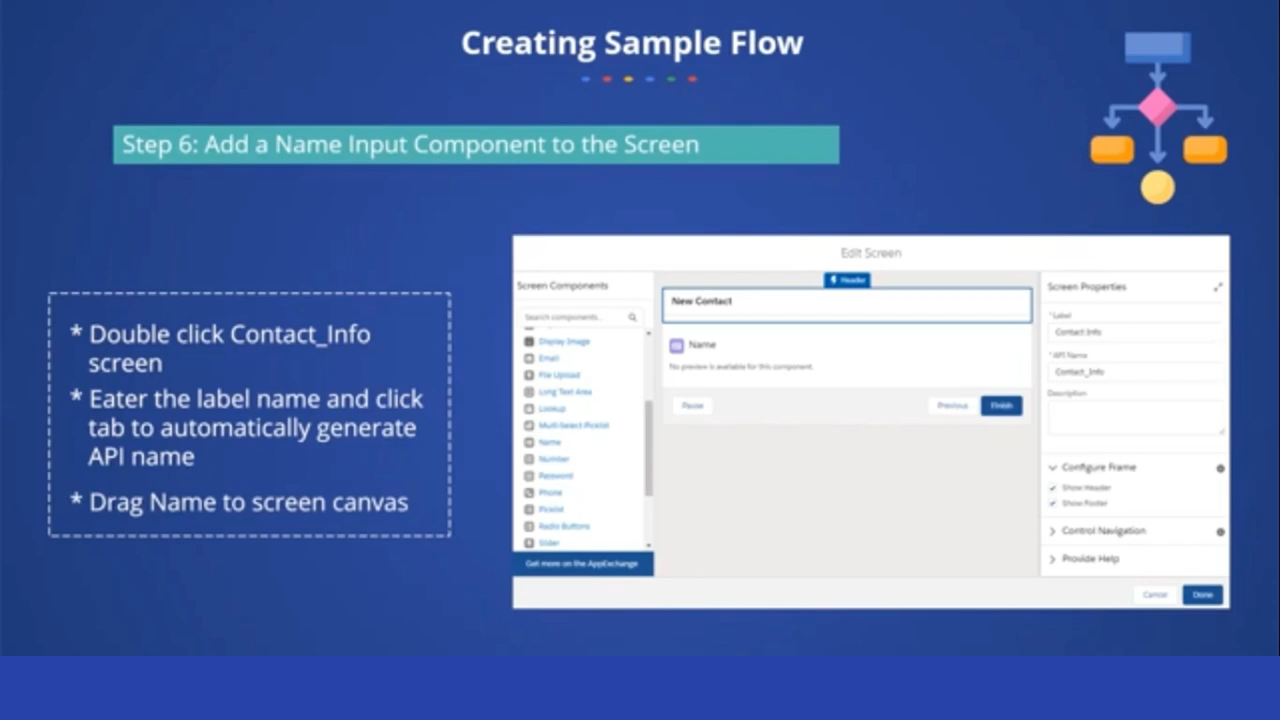 Creating Sample Flow
Step 6: Add a Name Input Component to the Screen
* Double click Contact_Info
screen
* Eater the label name and click
tab to automatically generate
API name
* Drag Name to screen canvas
Edit Screen
Screen Components
Search components...
Display Image
Email
File Upload
Long Text Area
Lookup
Multi-Select Picklist
Name
Number
Password
Phone
Picklist
Radio Buttons
Slider
Get more on the AppExchange
Header
New Contact
Name
No preview is available for this component.
Pause
Previous
Finish
Screen Properties
* Label
Contact Info
* API Name
Contact_Info
Description
Configure Frame
Show Header
Show Footer
Control Navigation
Provide Help
Cancel
Done